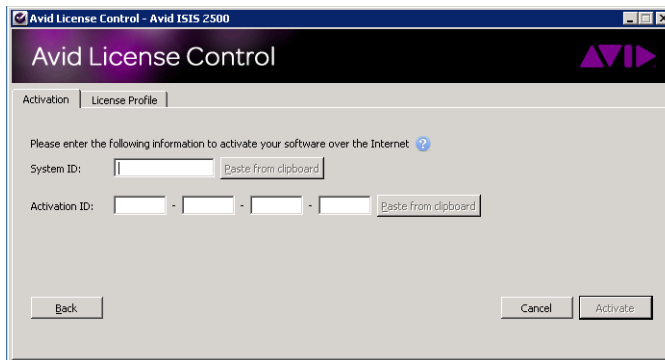 Avid License Control - Avid ISIS 2500
Avid License Control
AVID
Activation License Profile
Please enter the following information to activate your software over the Internet ?
System ID: Paste from clipboard
Activation ID: - - - Paste from clipboard
Back Cancel Activate